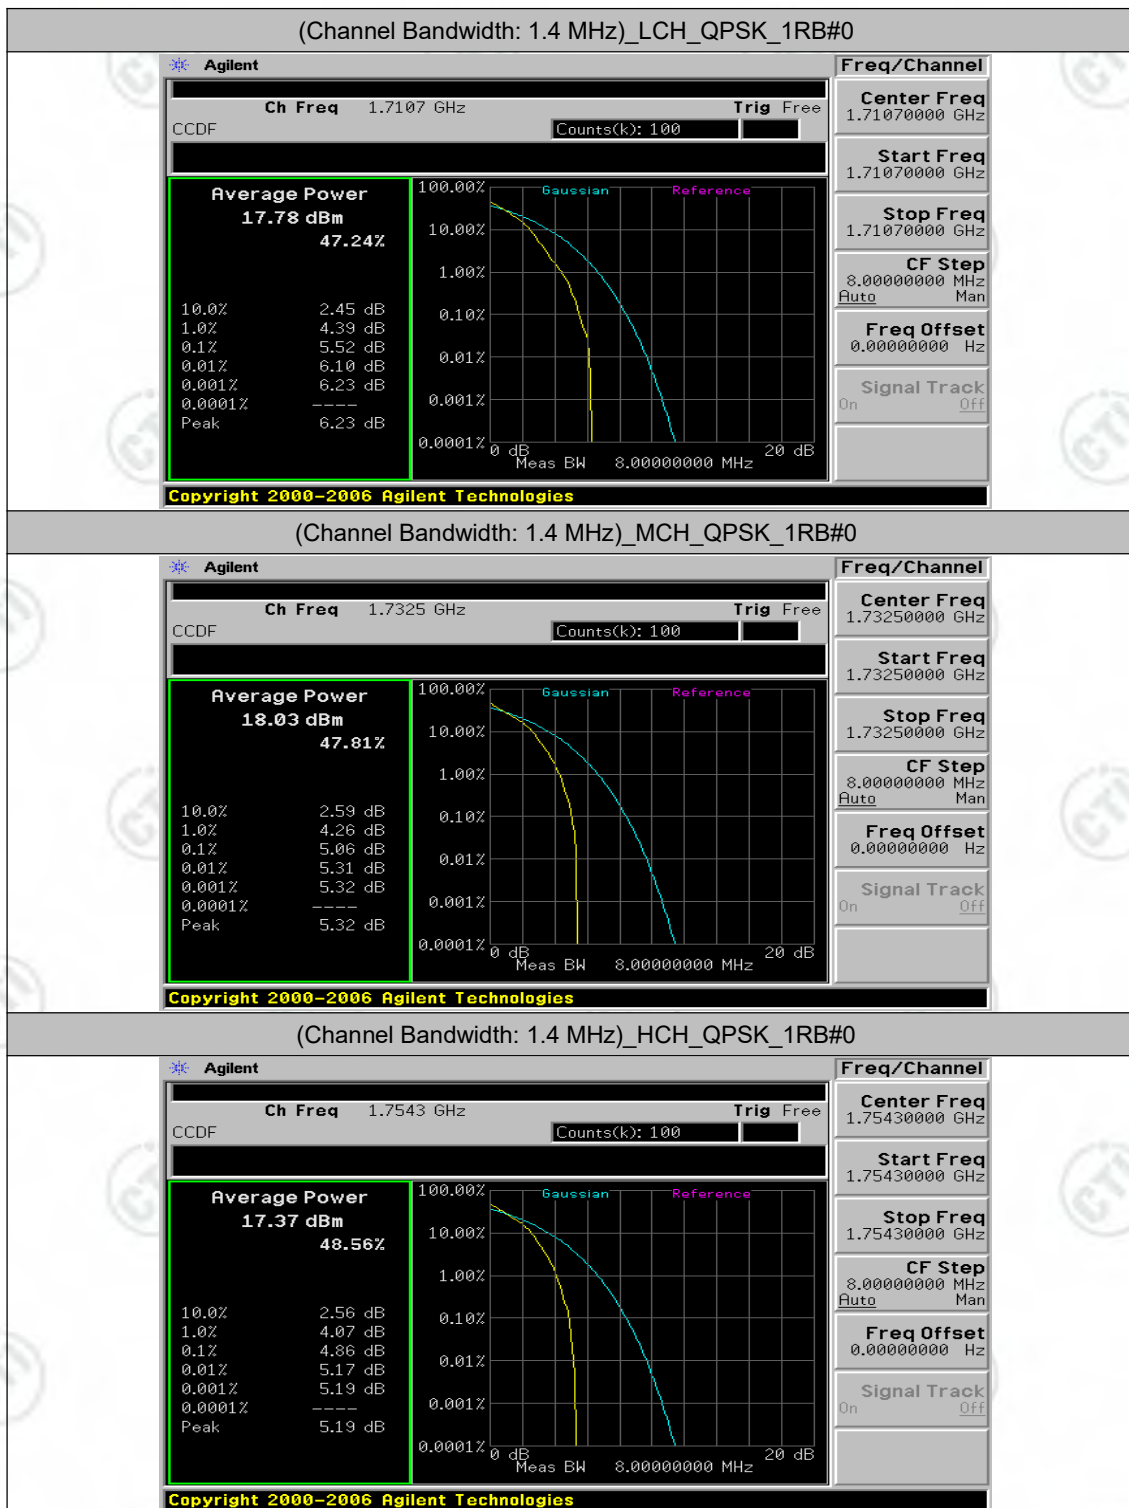 (Channel Bandwidth: 1.4 MHz)_LCH_QPSK_1RB#0
Agilent
Freq/Channel
Ch Freq 1.7107 GHz Trig Free
CCDF Counts(k): 100
Average Power
17.78 dBm
47.24%
10.0% 2.45 dB
1.0% 4.39 dB
0.1% 5.52 dB
0.01% 6.10 dB
0.001% 6.23 dB
0.0001% ----
Peak 6.23 dB
Gaussian Reference
100.00%
10.00%
1.00%
0.10%
0.01%
0.001%
0.0001%
0 dB 20 dB
Meas BW 8.00000000 MHz
Center Freq
1.71070000 GHz
Start Freq
1.71070000 GHz
Stop Freq
1.71070000 GHz
CF Step
8.00000000 MHz
Auto Man
Freq Offset
0.00000000 Hz
Signal Track
On Off
Copyright 2000-2006 Agilent Technologies
(Channel Bandwidth: 1.4 MHz)_MCH_QPSK_1RB#0
Agilent
Freq/Channel
Ch Freq 1.7325 GHz Trig Free
CCDF Counts(k): 100
Average Power
18.03 dBm
47.81%
10.0% 2.59 dB
1.0% 4.26 dB
0.1% 5.06 dB
0.01% 5.31 dB
0.001% 5.32 dB
0.0001% ----
Peak 5.32 dB
Gaussian Reference
100.00%
10.00%
1.00%
0.10%
0.01%
0.001%
0.0001%
0 dB 20 dB
Meas BW 8.00000000 MHz
Center Freq
1.73250000 GHz
Start Freq
1.73250000 GHz
Stop Freq
1.73250000 GHz
CF Step
8.00000000 MHz
Auto Man
Freq Offset
0.00000000 Hz
Signal Track
On Off
Copyright 2000-2006 Agilent Technologies
(Channel Bandwidth: 1.4 MHz)_HCH_QPSK_1RB#0
Agilent
Freq/Channel
Ch Freq 1.7543 GHz Trig Free
CCDF Counts(k): 100
Average Power
17.37 dBm
48.56%
10.0% 2.56 dB
1.0% 4.07 dB
0.1% 4.86 dB
0.01% 5.17 dB
0.001% 5.19 dB
0.0001% ----
Peak 5.19 dB
Gaussian Reference
100.00%
10.00%
1.00%
0.10%
0.01%
0.001%
0.0001%
0 dB 20 dB
Meas BW 8.00000000 MHz
Center Freq
1.75430000 GHz
Start Freq
1.75430000 GHz
Stop Freq
1.75430000 GHz
CF Step
8.00000000 MHz
Auto Man
Freq Offset
0.00000000 Hz
Signal Track
On Off
Copyright 2000-2006 Agilent Technologies